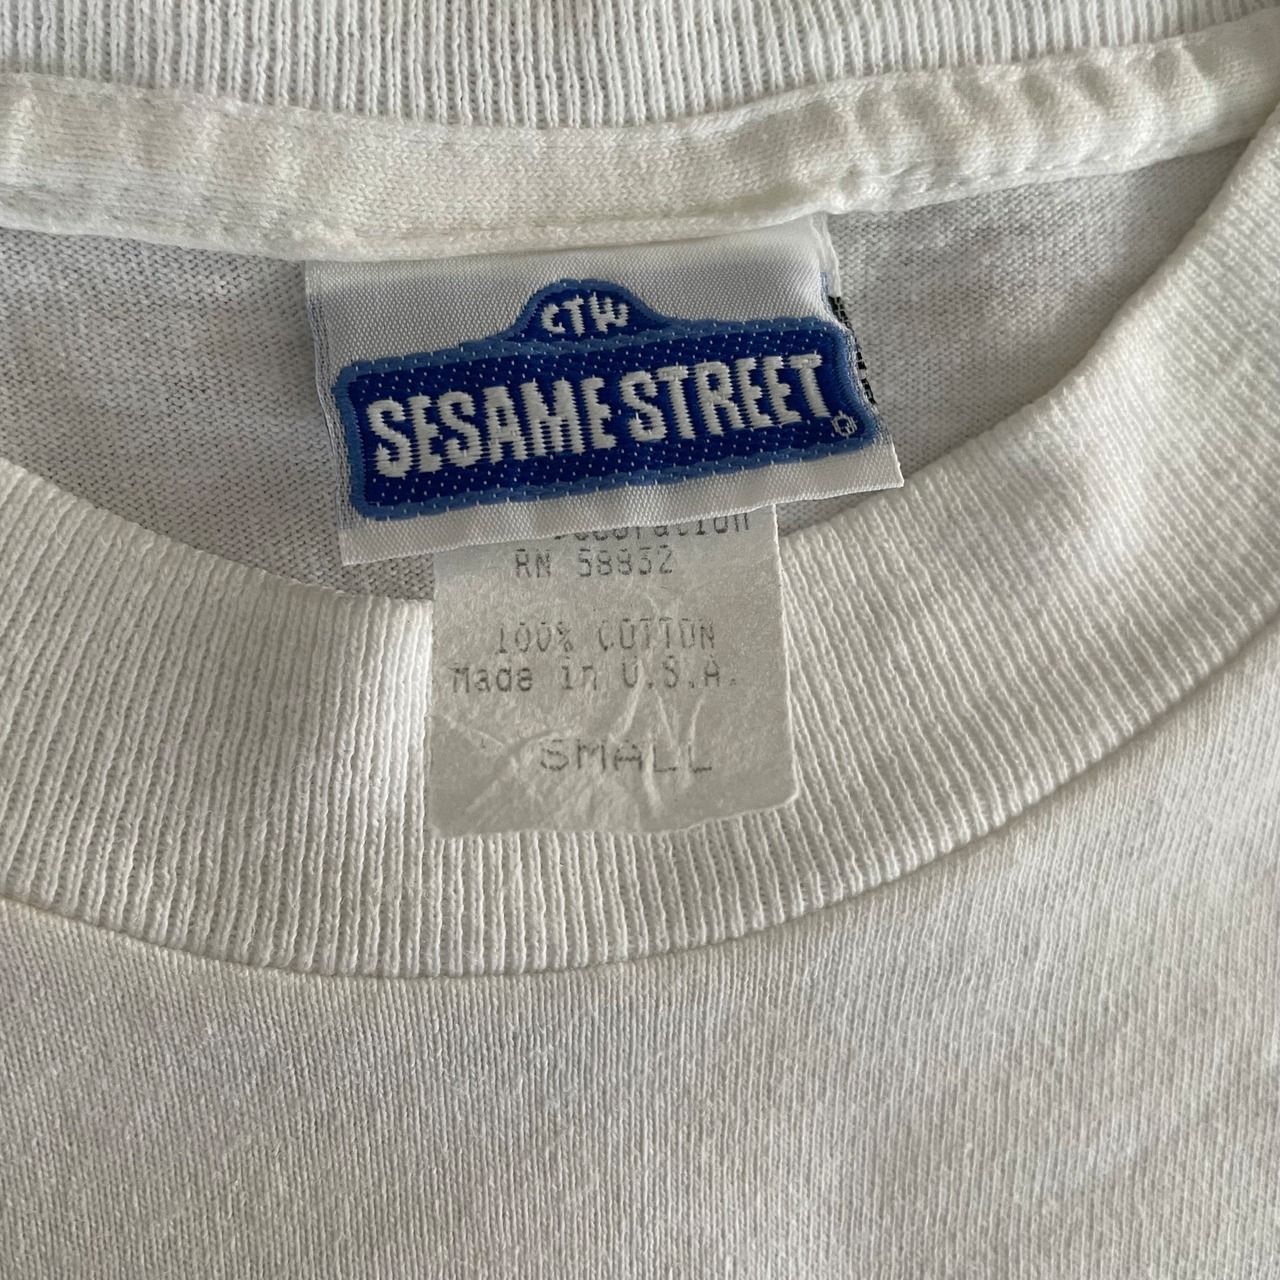 CTW
SESAME STREET
RN 58832
100% COTTON
Made in U.S.A.
SMALL